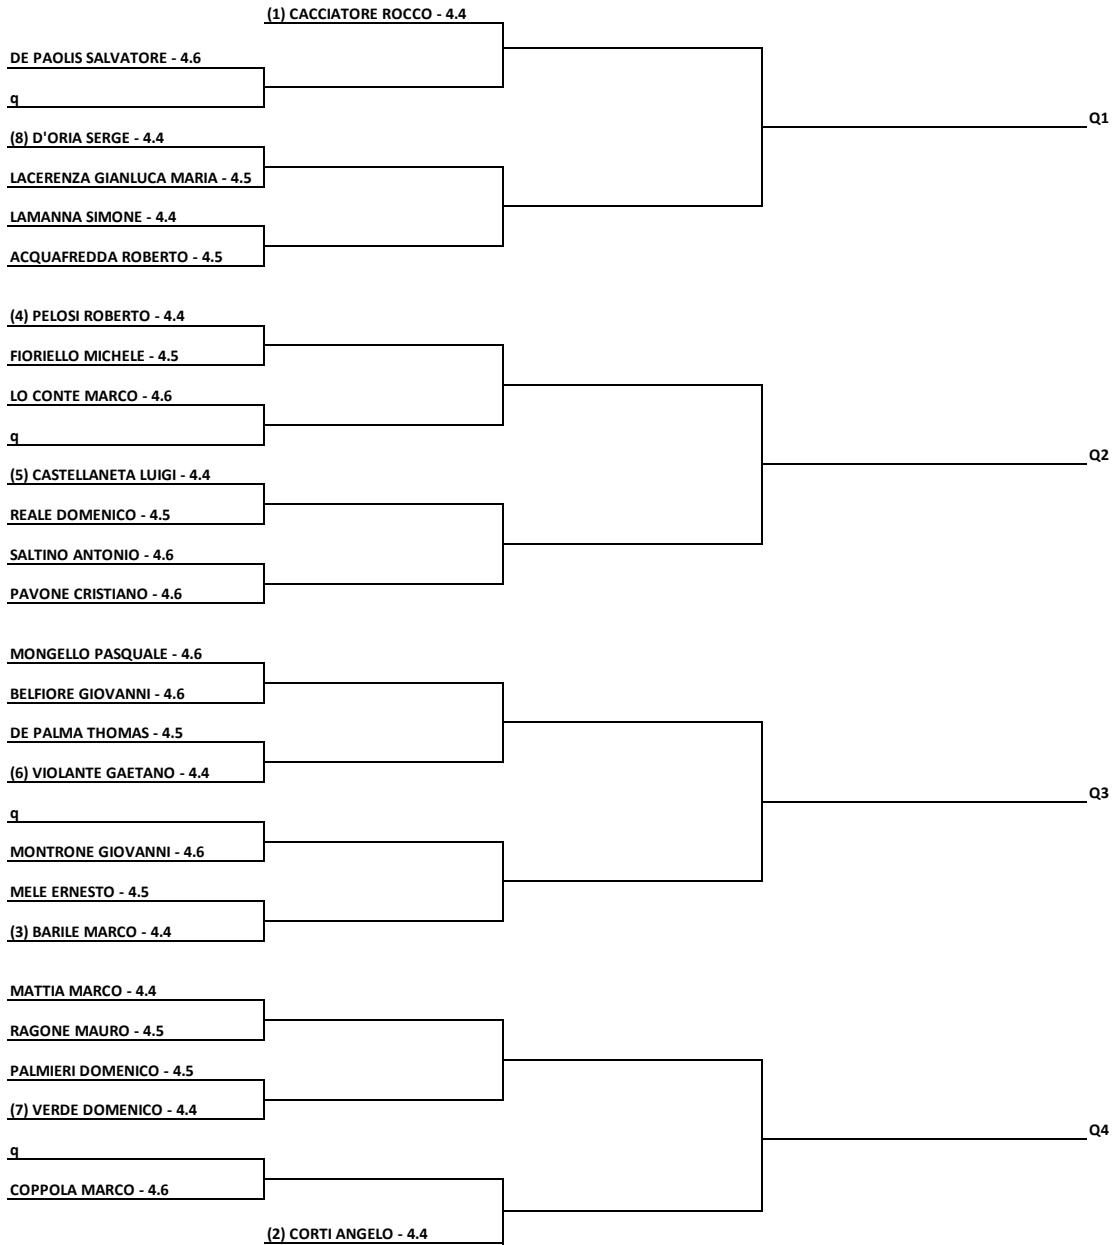 (1) CACCIATORE ROCCO - 4.4
DE PAOLIS SALVATORE - 4.6
q
Q1
(8) D'ORIA SERGE - 4.4
LACERENZA GIANLUCA MARIA - 4.5
LAMANNA SIMONE - 4.4
ACQUAFREDDA ROBERTO - 4.5
(4) PELOSI ROBERTO - 4.4
FIORIELLO MICHELE - 4.5
LO CONTE MARCO - 4.6
q
Q2
(5) CASTELLANETA LUIGI - 4.4
REALE DOMENICO - 4.5
SALTINO ANTONIO - 4.6
PAVONE CRISTIANO - 4.6
MONGELLO PASQUALE - 4.6
BELFIORE GIOVANNI - 4.6
DE PALMA THOMAS - 4.5
(6) VIOLANTE GAETANO - 4.4
Q3
q
MONTRONE GIOVANNI - 4.6
MELE ERNESTO - 4.5
(3) BARILE MARCO - 4.4
MATTIA MARCO - 4.4
RAGONE MAURO - 4.5
PALMIERI DOMENICO - 4.5
(7) VERDE DOMENICO - 4.4
Q4
q
COPPOLA MARCO - 4.6
(2) CORTI ANGELO - 4.4